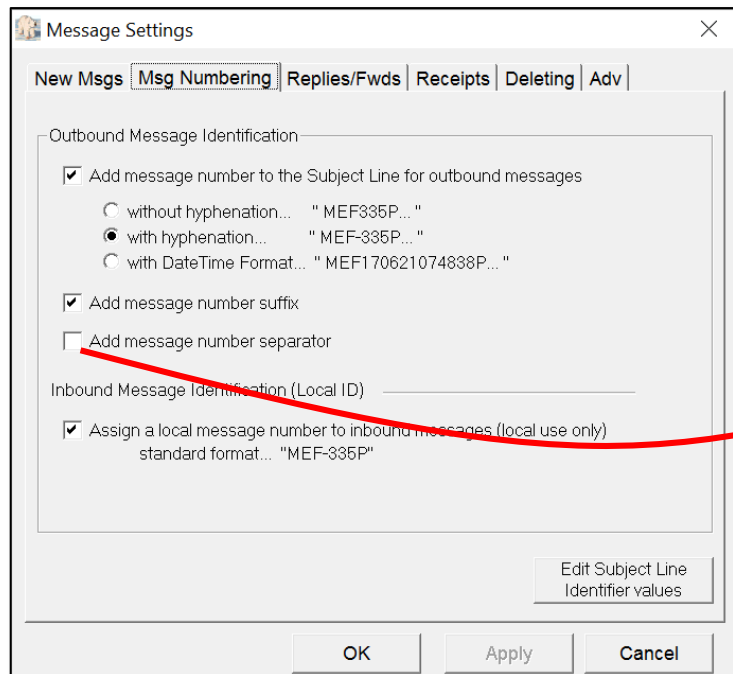 Message Settings
New Msgs Msg Numbering Replies/Fwds Receipts Deleting Adv
Outbound Message Identification
Add message number to the Subject Line for outbound messages
without hyphenation... " MEF335P... "
with hyphenation... " MEF-335P... "
with DateTime Format... " MEF170621074838P... "
Add message number suffix
Add message number separator
Inbound Message Identification (Local ID)
Assign a local message number to inbound messages (local use only)
standard format... "MEF-335P"
Edit Subject Line
Identifier values
OK Apply Cancel